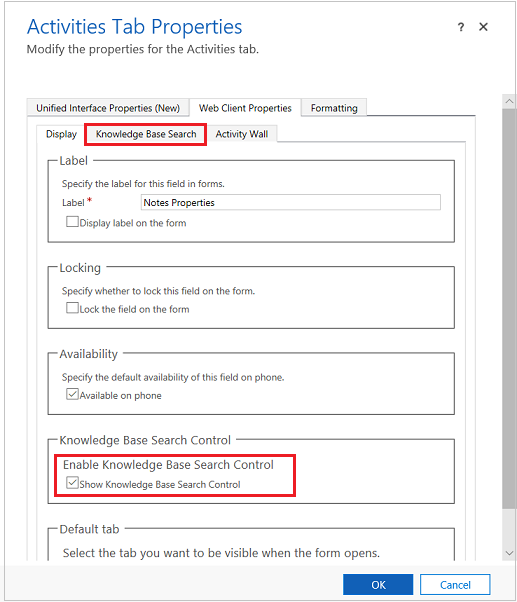 Activities Tab Properties
?
Modify the properties for the Activities tab.
Unified Interface Properties (New) Web Client Properties Formatting
Display Knowledge Base Search Activity Wall
Label
Specify the label for this field in forms.
Label * Notes Properties
Display label on the form
Locking
Specify whether to lock this field on the form.
Lock the field on the form
Availability
Specify the default availability of this field on phone.
Available on phone
Knowledge Base Search Control
Enable Knowledge Base Search Control
Show Knowledge Base Search Control
Default tab
Select the tab you want to be visible when the form opens.
OK Cancel